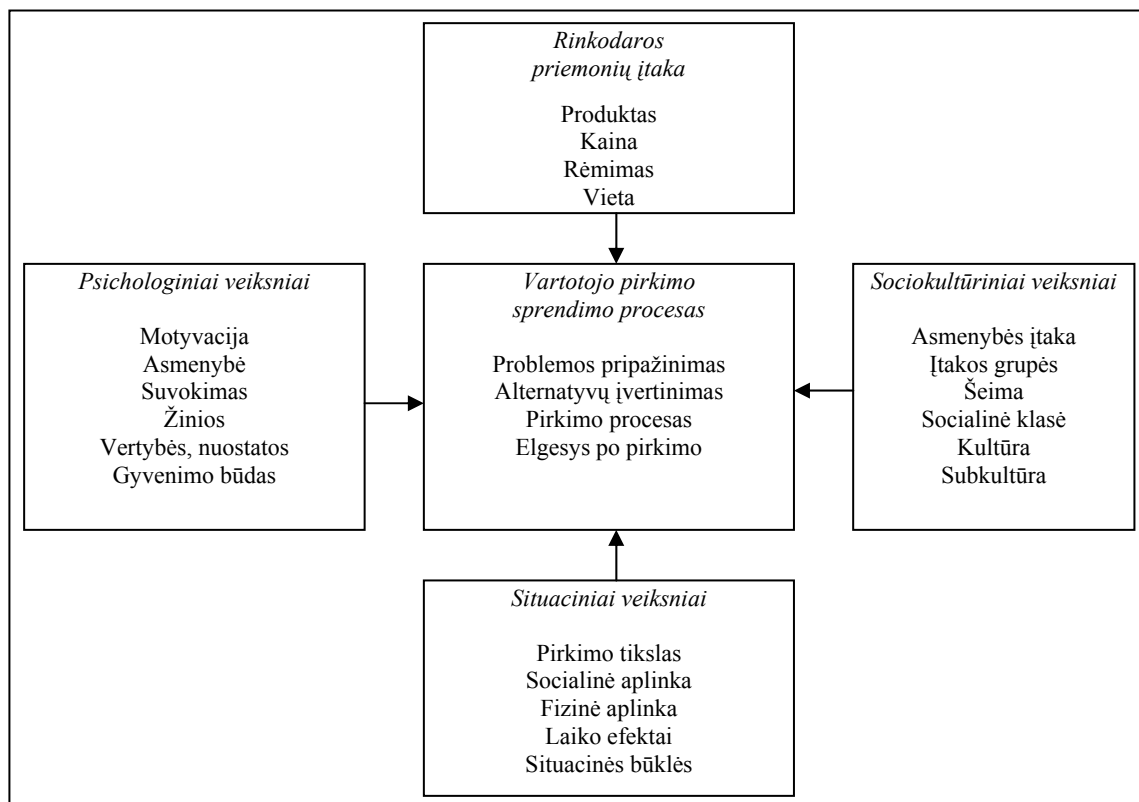 Rinkodaros
priemonių įtaka
Produktas
Kaina
Rėmimas
Vieta
Psichologiniai veiksniai
Motyvacija
Asmenybė
Suvokimas
Žinios
Vertybės, nuostatos
Gyvenimo būdas
Vartotojo pirkimo
sprendimo procesas
Problemos pripažinimas
Alternatyvų įvertinimas
Pirkimo procesas
Elgesys po pirkimo
Sociokultūriniai veiksniai
Asmenybės įtaka
Įtakos grupės
Šeima
Socialinė klasė
Kultūra
Subkultūra
Situaciniai veiksniai
Pirkimo tikslas
Socialinė aplinka
Fizinė aplinka
Laiko efektai
Situacinės būklės